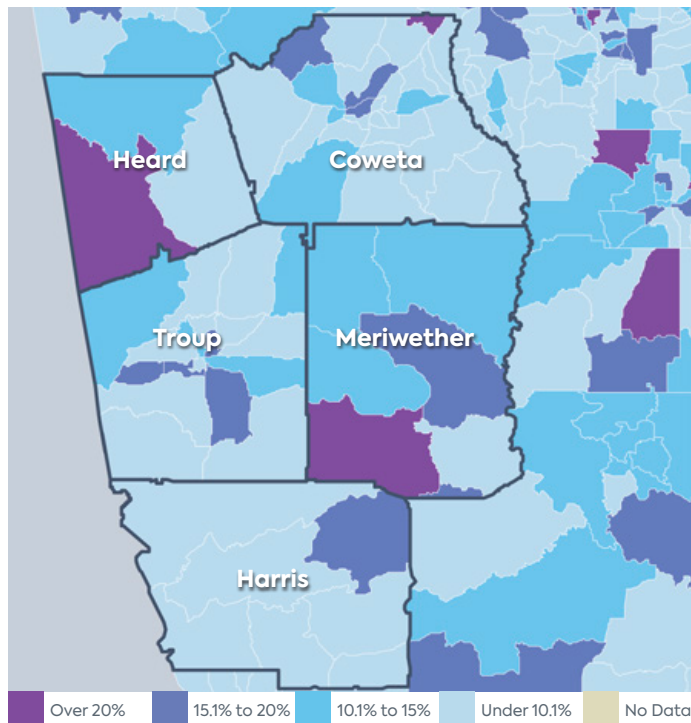 Heard
Coweta
Troup
Meriwether
Harris
Over 20%
15.1% to 20%
10.1% to 15%
Under 10.1%
No Data